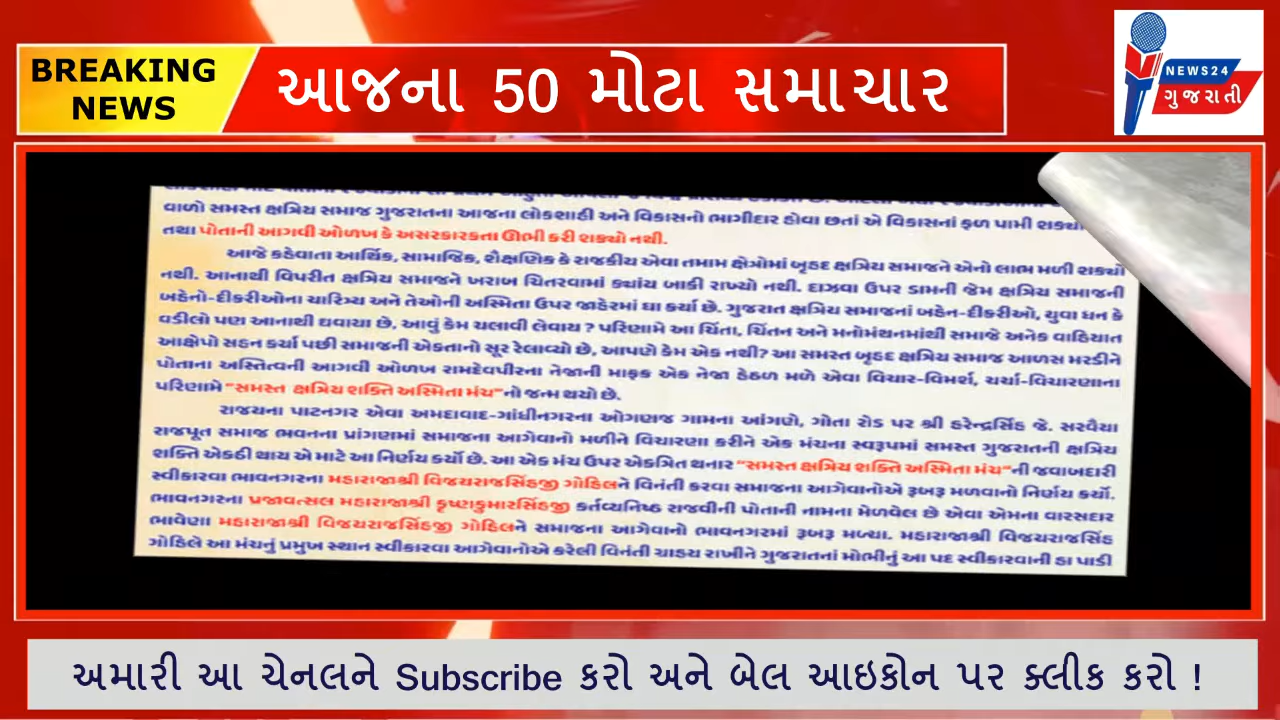 BREAKING
NEWS
આજના 50 મોટા સમાચાર
NEWS24
ગુજરાતી
વાળો સમસ્ત ક્ષત્રિય સમાજ ગુજરાતના આજના લોકશાહી અને વિકાસનો ભાગીદાર હોવા છતાં એ વિકાસનાં ફળ પામી
તથા પોતાની આગવી ઓળખ કે અસરકારકતા ઊભી કરી શક્યો નથી.
આજે કહેવાતા આર્થિક, સામાજિક, શૈક્ષણિક કે રાજકીય એવા તમામ ક્ષેત્રોમાં બૃહદ ક્ષત્રિય સમાજને એનો લાભ મળી શક્યો
નથી. આનાથી વિપરીત ક્ષત્રિય સમાજને ખરાબ ચિતરવામાં ક્યાંય બાકી રાખ્યો નથી. દાઝવા ઉપર ડામની જેમ ક્ષત્રિય સમાજની
બહેનો-દીકરીઓના ચારિત્ર્ય અને તેઓની અસ્મિતા ઉપર જાહેરમાં ઘા કર્યા છે. ગુજરાત ક્ષત્રિય સમાજનાં બહેન-દીકરીઓ, યુવા ધન કે
વડીલો પણ આનાથી ઘવાયા છે, આવું કેમ ચલાવી લેવાય ? પરિણામે આ ચિંતા, ચિંતન અને મનોમંથનમાંથી સમાજે અનેક વાહિયાત
આક્ષેપો સહન કર્યા પછી સમાજની એકતાનો સૂર રેલાવ્યો છે, આપણે કેમ એક નથી? આ સમસ્ત બૃહદ ક્ષત્રિય સમાજ આળસ મરડીને
પોતાના અસ્તિત્વની આગવી ઓળખ રામદેવપીરના નેજાની માફક એક નેજા હેઠળ મળે એવા વિચાર-વિમર્શ, ચર્ચા-વિચારણાના
પરિણામે "સમસ્ત ક્ષત્રિય શક્તિ અસ્મિતા મંચ"નો જન્મ થયો છે.
રાજ્યના પાટનગર એવા અમદાવાદ-ગાંધીનગરના ઓગણજ ગામના આંગણે, ગોતા રોડ પર શ્રી હરેન્દ્રસિંહ જે. સરવૈયા
રાજપૂત સમાજ ભવનના પ્રાંગણમાં સમાજના આગેવાનો મળીને વિચારણા કરીને એક મંચના સ્વરૂપમાં સમસ્ત ગુજરાતની ક્ષત્રિય
શક્તિ એકઠી થાય એ માટે આ નિર્ણય કર્યો છે. આ એક મંચ ઉપર એકત્રિત થનાર "સમસ્ત ક્ષત્રિય શક્તિ અસ્મિતા મંચ"ની જવાબદારી
સ્વીકારવા ભાવનગરના મહારાજાશ્રી વિજયરાજસિંહજી ગોહિલને વિનંતી કરવા સમાજના આગેવાનોએ રૂબરૂ મળવાનો નિર્ણય કર્યો.
ભાવનગરના પ્રજાવત્સલ મહારાજાશ્રી કૃષ્ણકુમારસિંહજી કર્તવ્યનિષ્ઠ રાજવીની પોતાની નામના મેળવેલ છે એવા એમના વારસદાર
ભાવેણા મહારાજાશ્રી વિજયરાજસિંહજી ગોહિલને સમાજના આગેવાનો ભાવનગરમાં રૂબરૂ મળ્યા. મહારાજાશ્રી વિજયરાજસિંહ
ગોહિલે આ મંચનું પ્રમુખ સ્થાન સ્વીકારવા આગેવાનોએ કરેલી વિનંતી ગ્રાહ્ય રાખીને ગુજરાતનાં મોભીનું આ પદ સ્વીકારવાની હા પાડી
અમારી આ ચેનલને Subscribe કરો અને બેલ આઇકોન પર ક્લીક કરો !